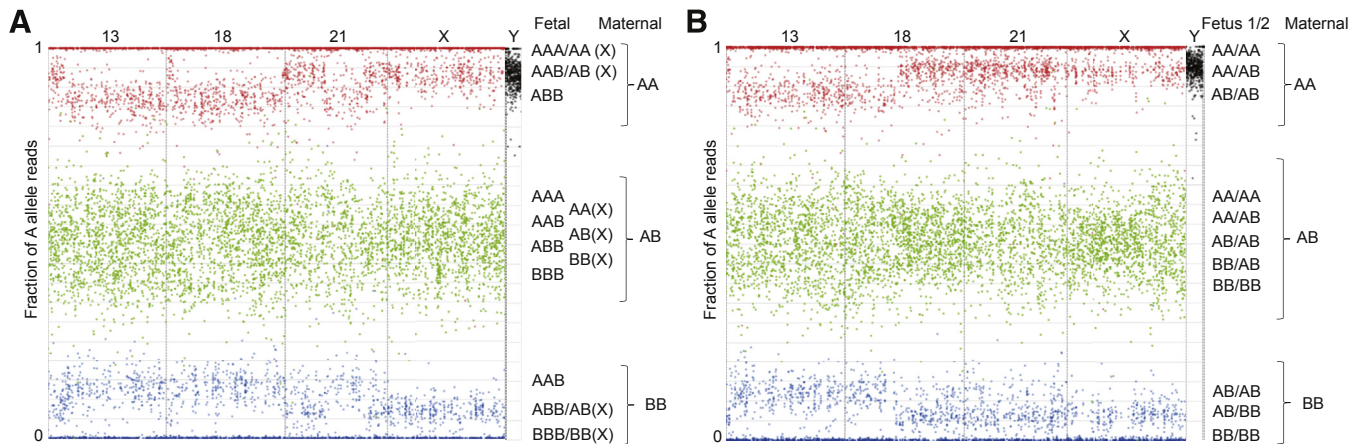 A
Fetal Maternal
13 18 21 X Y
1
AAA/AA (X)
AAB/AB (X)
ABB
AA
Fraction of A allele reads
AAA
AA(X)
AAB
AB(X)
ABB
BB(X)
BBB
AB
AAB
ABB/AB(X)
BBB/BB(X)
BB
0
B
Fetus 1/2 Maternal
13 18 21 X Y
1
AA/AA
AA/AB
AB/AB
AA
Fraction of A allele reads
AA/AA
AA/AB
AB/AB
BB/AB
BB/BB
AB
AB/AB
AB/BB
BB/BB
BB
0